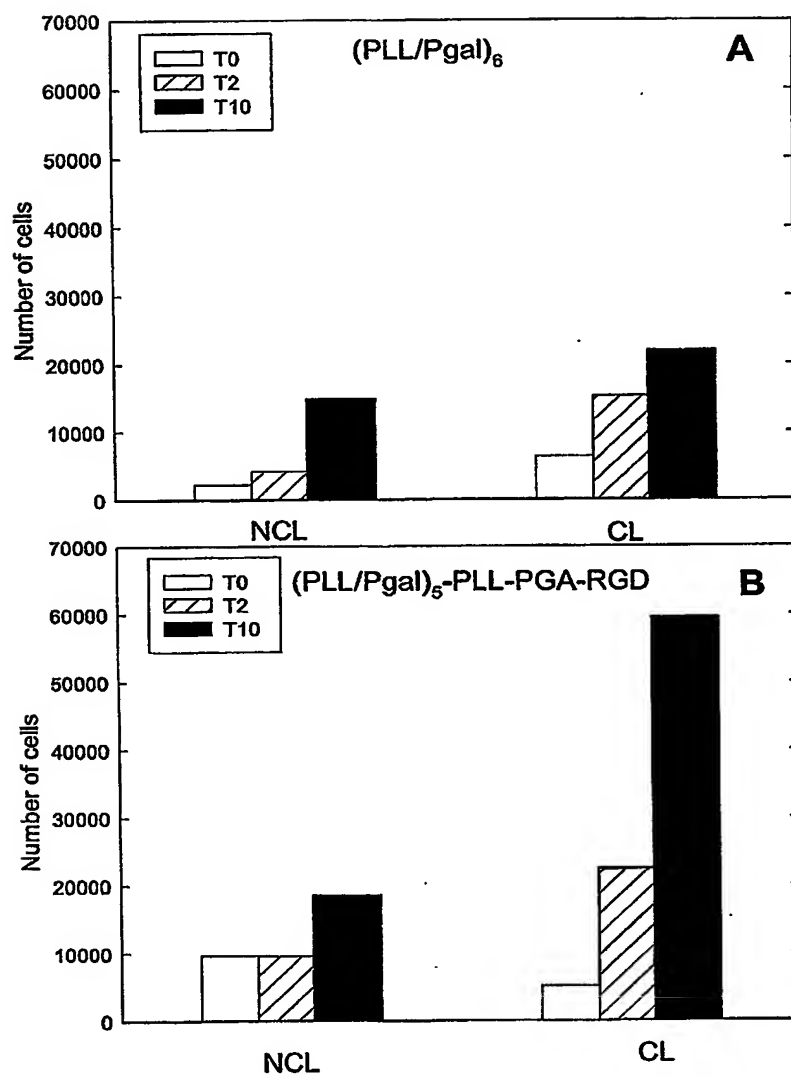 70000
60000
50000
40000
30000
20000
10000
0
Number of cells
T0
T2
T10
(PLL/Pgal)6
A
NCL
CL
70000
60000
50000
40000
30000
20000
10000
0
Number of cells
T0
T2
T10
(PLL/Pgal)5-PLL-PGA-RGD
B
NCL
CL